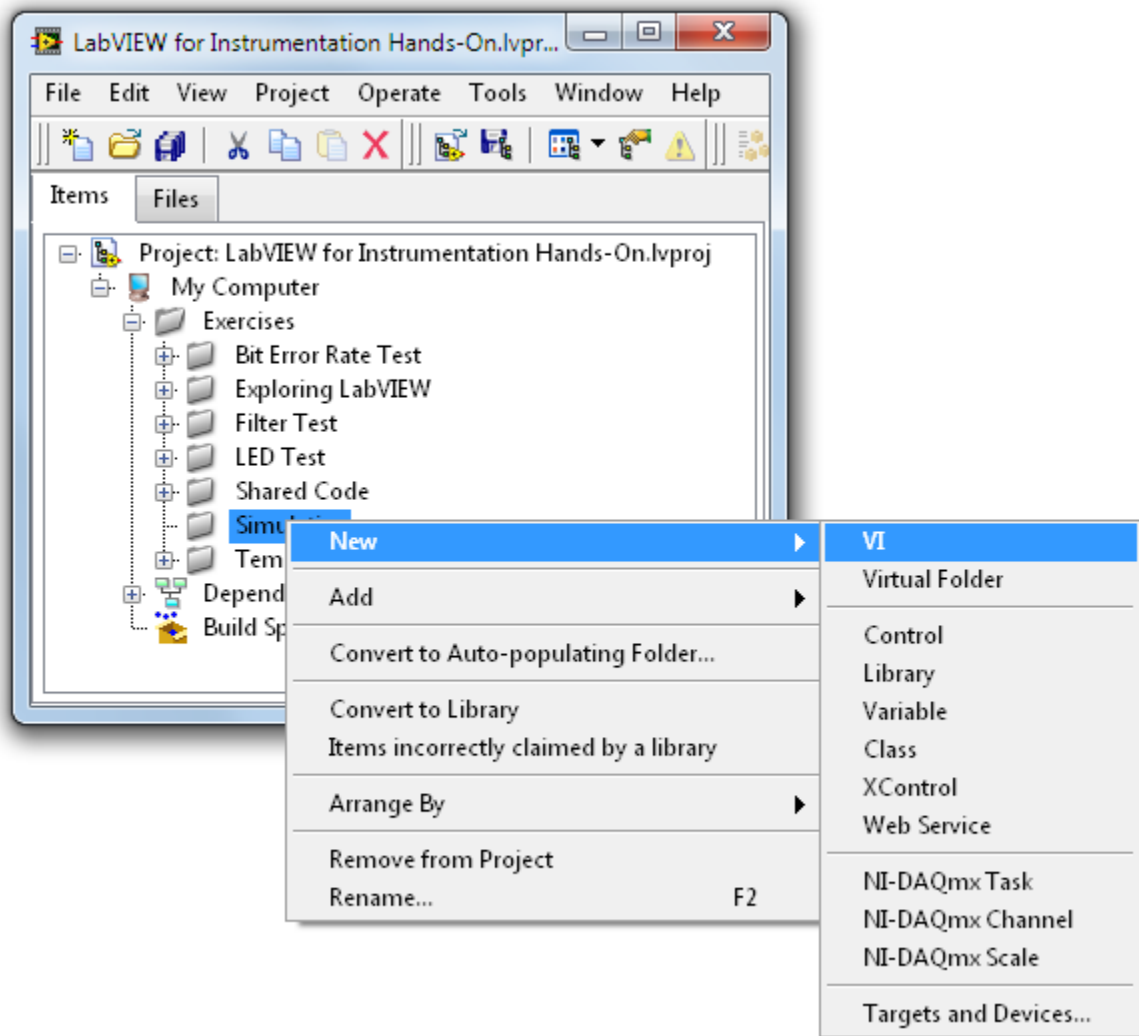 LabVIEW for Instrumentation Hands-On.lvpr...
File Edit View Project Operate Tools Window Help
Items Files
Project: LabVIEW for Instrumentation Hands-On.lvproj
My Computer
Exercises
Bit Error Rate Test
Exploring LabVIEW
Filter Test
LED Test
Shared Code
New
Add
Convert to Auto-populating Folder...
Convert to Library
Items incorrectly claimed by a library
Arrange By
Remove from Project
Rename... F2
VI
Virtual Folder
Control
Library
Variable
Class
XControl
Web Service
NI-DAQmx Task
NI-DAQmx Channel
NI-DAQmx Scale
Targets and Devices...